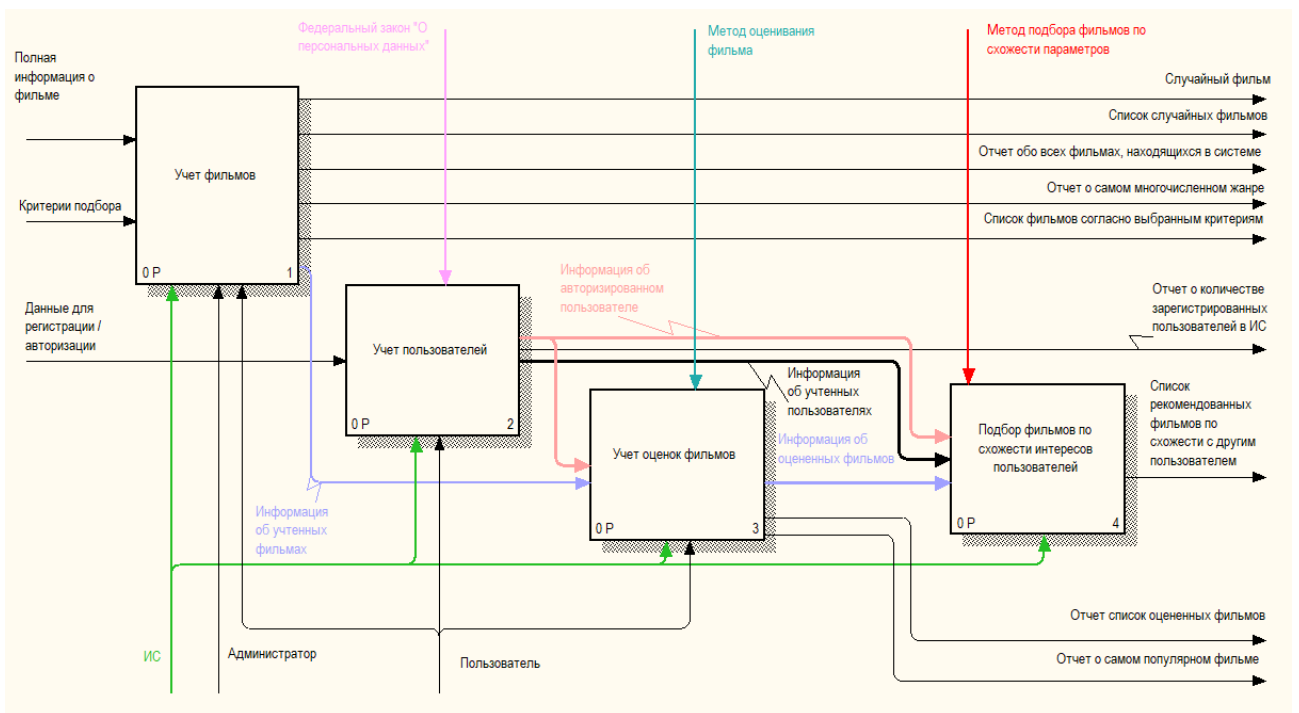 Федеральный закон "О
персональных данных"
Метод оценивания
фильма
Метод подбора фильмов по
схожести параметров
Полная
информация о
фильме
Критерии подбора
Учет фильмов
0 Р
1
Случайный фильм
Список случайных фильмов
Отчет обо всех фильмах, находящихся в системе
Отчет о самом многочисленном жанре
Список фильмов согласно выбранным критериям
Данные для
регистрации /
авторизации
Учет пользователей
0 Р
2
Информация об
авторизированном
пользователе
Отчет о количестве
зарегистрированных
пользователей в ИС
Информация
об учтенных
пользователях
Учет оценок фильмов
0 Р
3
Информация об
оцененных фильмов
Подбор фильмов по
схожести интересов
пользователей
0 Р
4
Список
рекомендованных
фильмов по
схожести с другим
пользователем
Информация
об учтенных
фильмах
Отчет список оцененных фильмов
Отчет о самом популярном фильме
ИС
Администратор
Пользователь